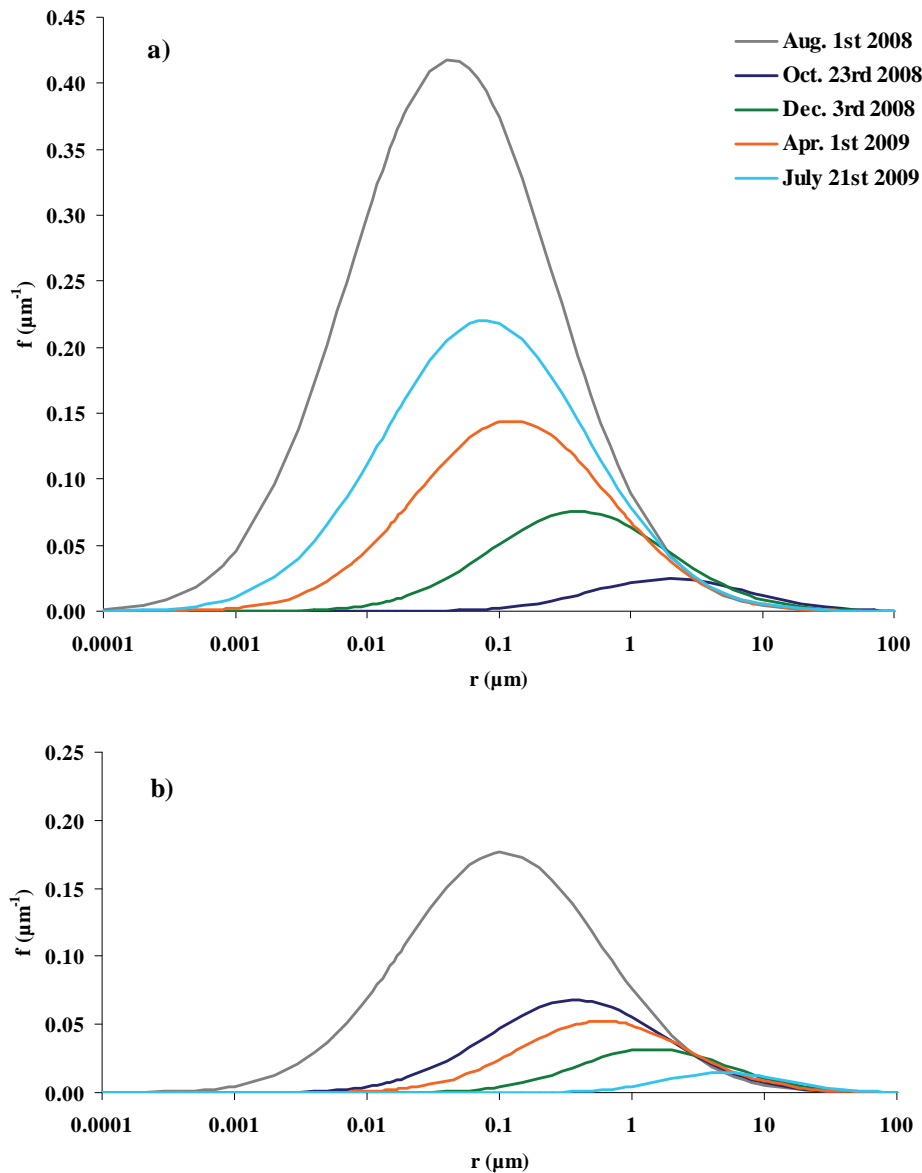 a)
Aug. 1st 2008
Oct. 23rd 2008
Dec. 3rd 2008
Apr. 1st 2009
July 21st 2009
0.45
0.40
0.35
0.30
0.25
0.20
0.15
0.10
0.05
0.00
f (µm⁻¹)
0.0001 0.001 0.01 0.1 1 10 100
r (µm)
b)
0.25
0.20
0.15
0.10
0.05
0.00
f (µm⁻¹)
0.0001 0.001 0.01 0.1 1 10 100
r (µm)